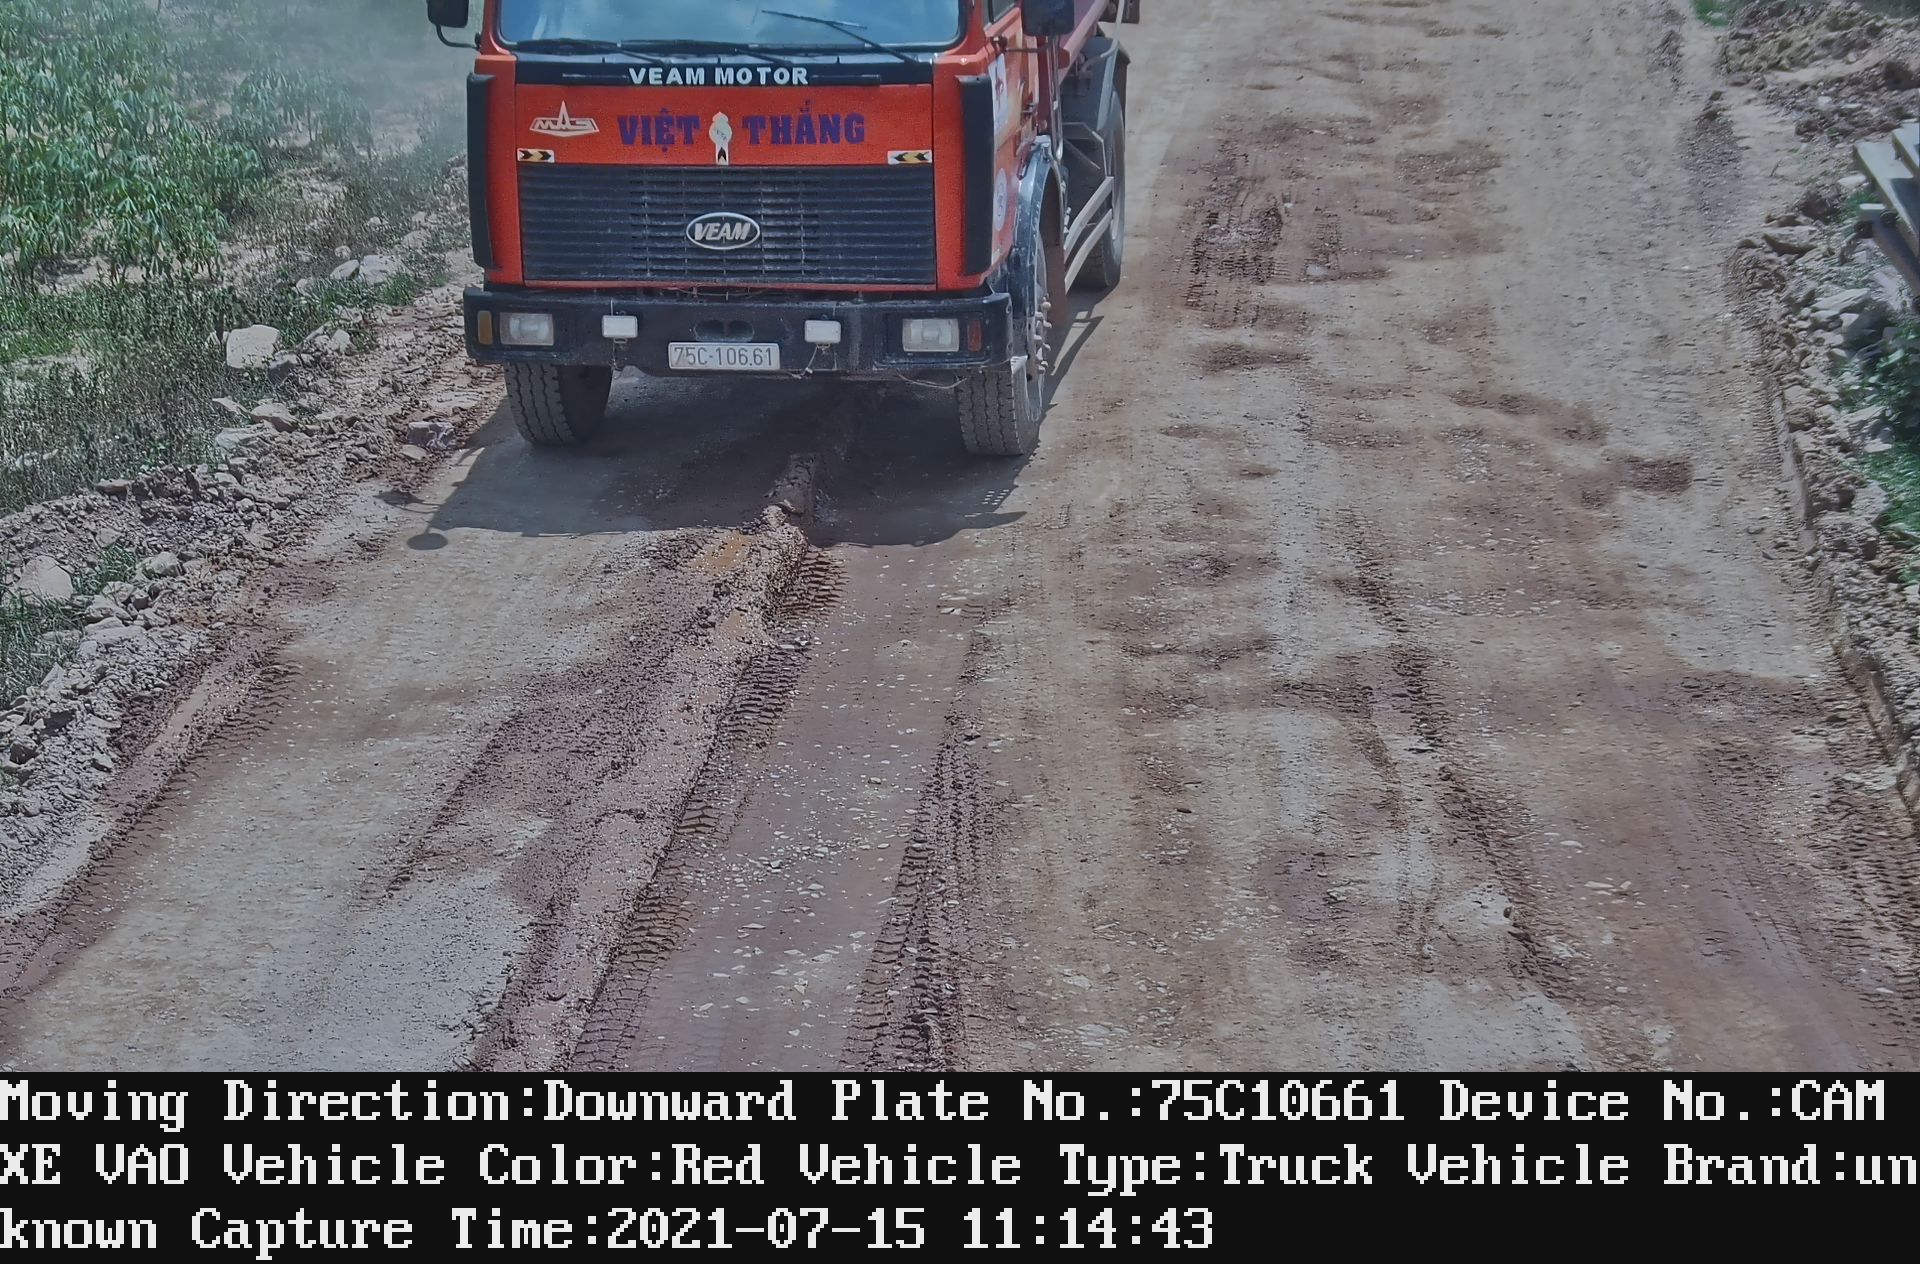 VEAM MOTOR
MAS
VIỆT THẮNG
VEAM
75C-106.61
Moving Direction:Downward Plate No.:75C10661 Device No.:CAM
XE VAO Vehicle Color:Red Vehicle Type:Truck Vehicle Brand:un
known Capture Time:2021-07-15 11:14:43